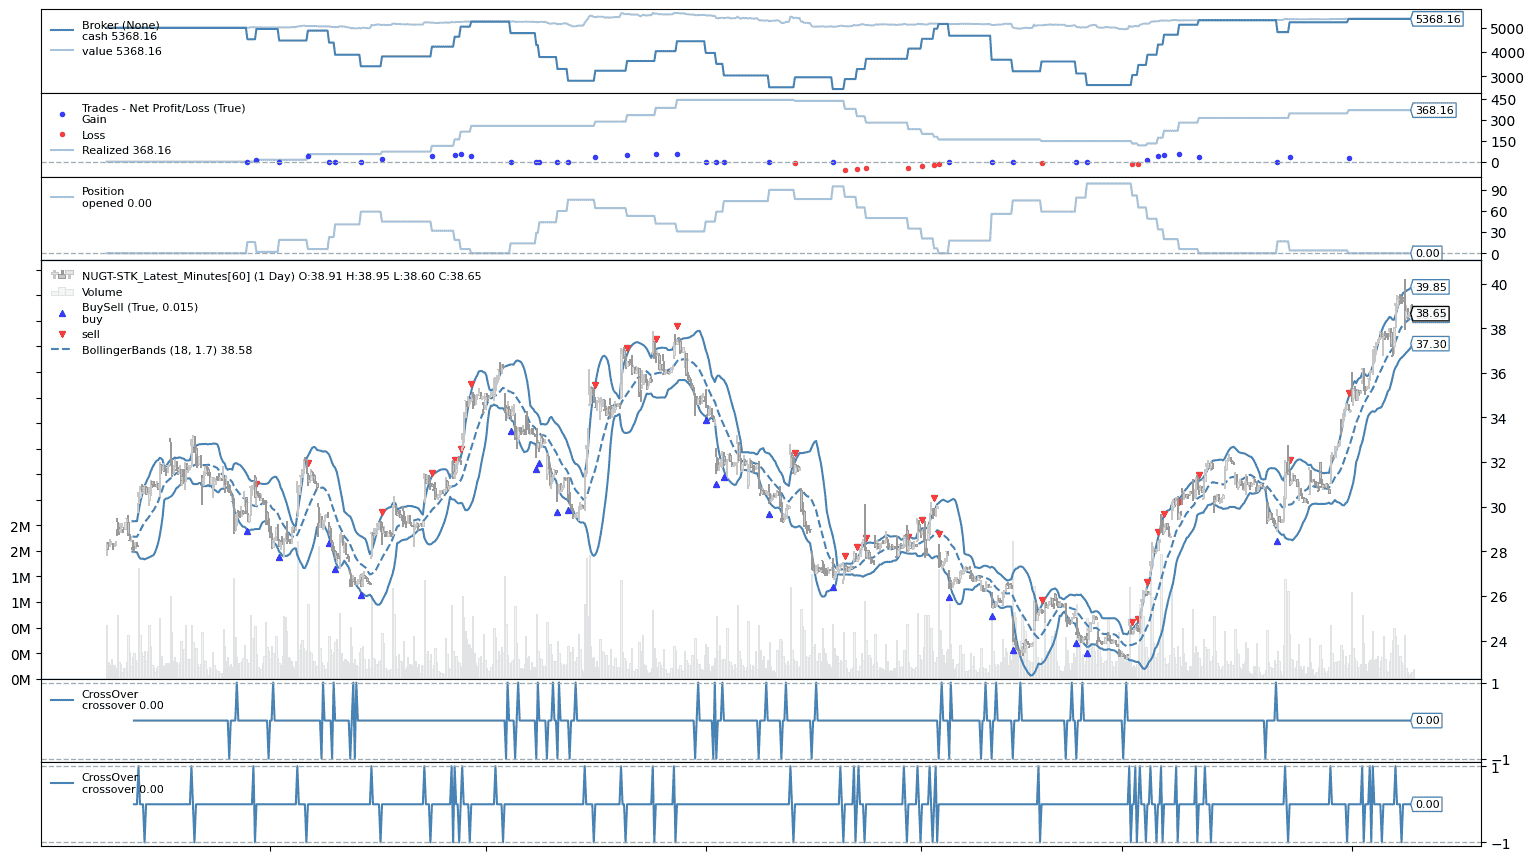 Broker (None)
cash 5368.16
value 5368.16
5368.16
5000
4000
3000
Trades - Net Profit/Loss (True)
Gain
Loss
Realized 368.16
450
368.16
300
150
0
Position
opened 0.00
90
60
30
0.00
0
NUGT-STK_Latest_Minutes[60] (1 Day) O:38.91 H:38.95 L:38.60 C:38.65
Volume
BuySell (True, 0.015)
buy
sell
BollingerBands (18, 1.7) 38.58
39.85
38.65
37.30
40
38
36
34
32
30
28
26
24
2M
2M
1M
1M
0M
0M
0M
CrossOver
crossover 0.00
1
0.00
−1
CrossOver
crossover 0.00
1
0.00
−1